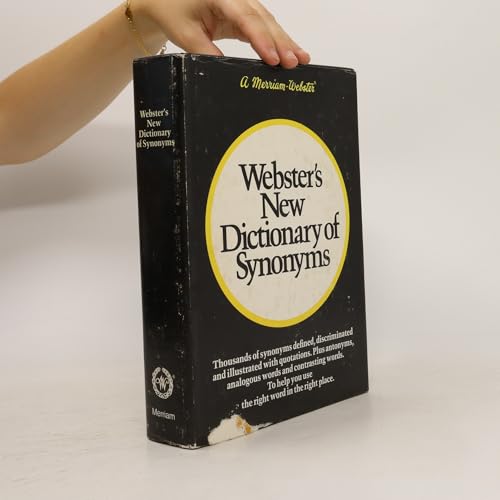 Webster's
New
Dictionary
of Synonyms
W
Merriam
a Merriam-Webster®
Webster's
New
Dictionary of
Synonyms
Thousands of synonyms defined, discriminated
and illustrated with quotations. Plus antonyms,
analogous words and contrasting words.
To help you use
the right word in the right place.